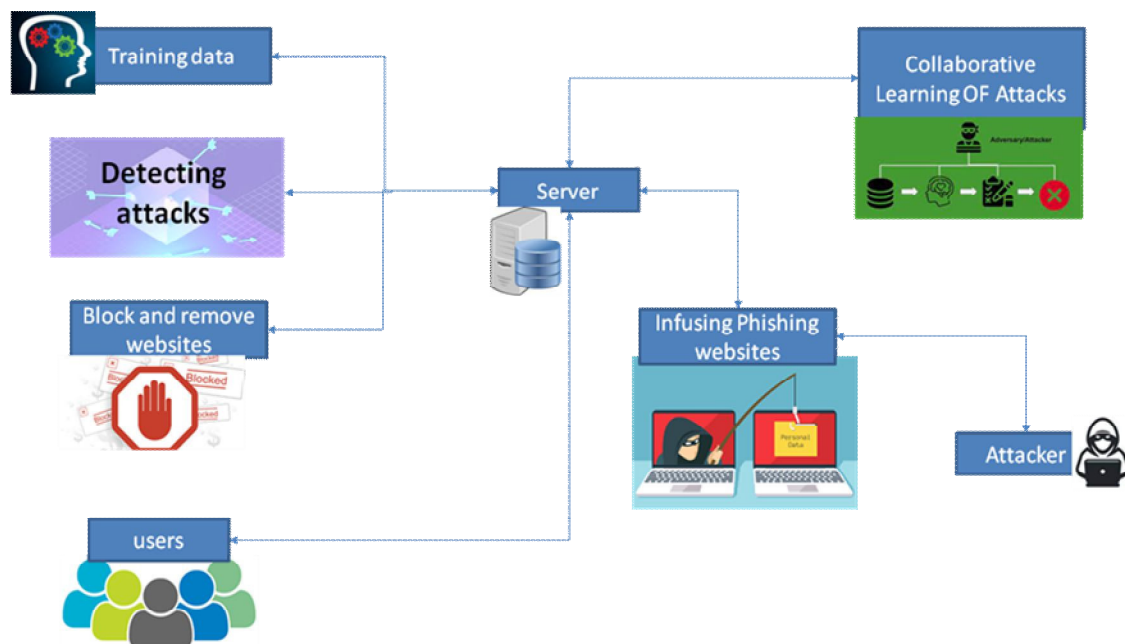 Training data
Collaborative
Learning OF Attacks
Adversary/Attacker
Detecting
attacks
Server
Block and remove
websites
Blocked
Blocked
Infusing Phishing
websites
Personal
Data
Attacker
users